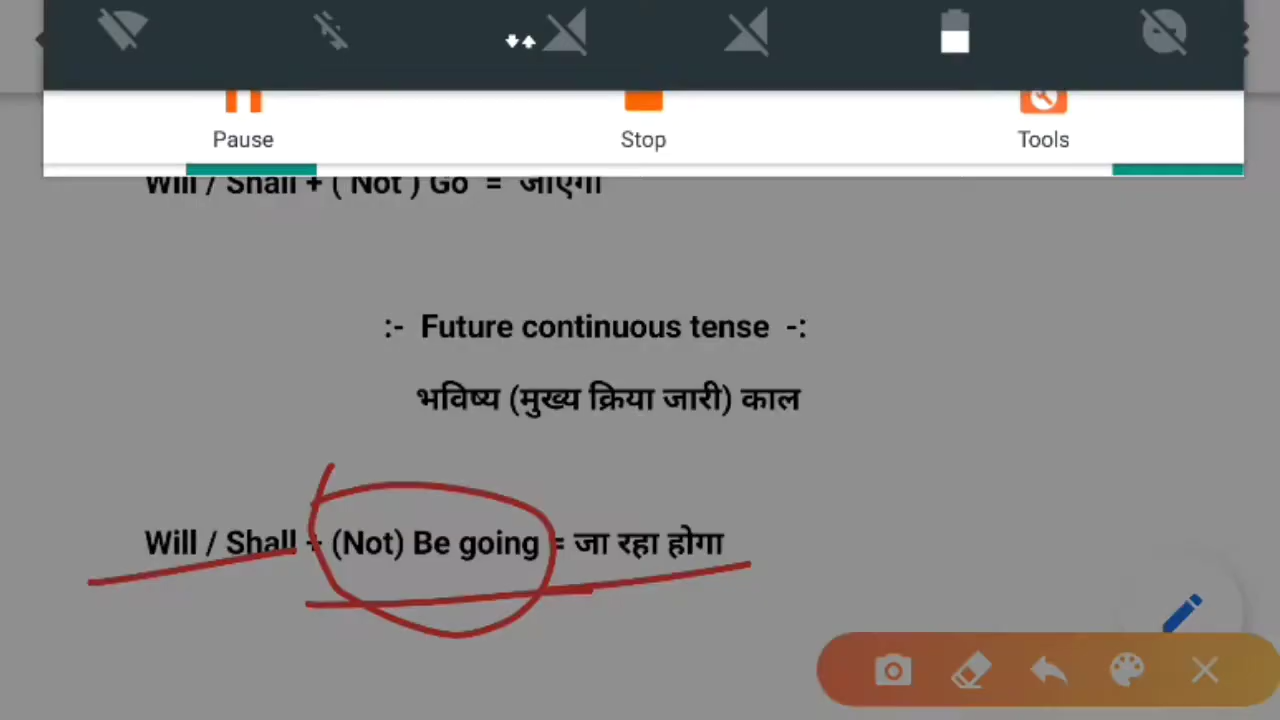 Pause Stop Tools
Will / Shall + ( Not ) Go = जाएगा
:- Future continuous tense -:
भविष्य (मुख्य क्रिया जारी) काल
Will / Shall + (Not) Be going = जा रहा होगा